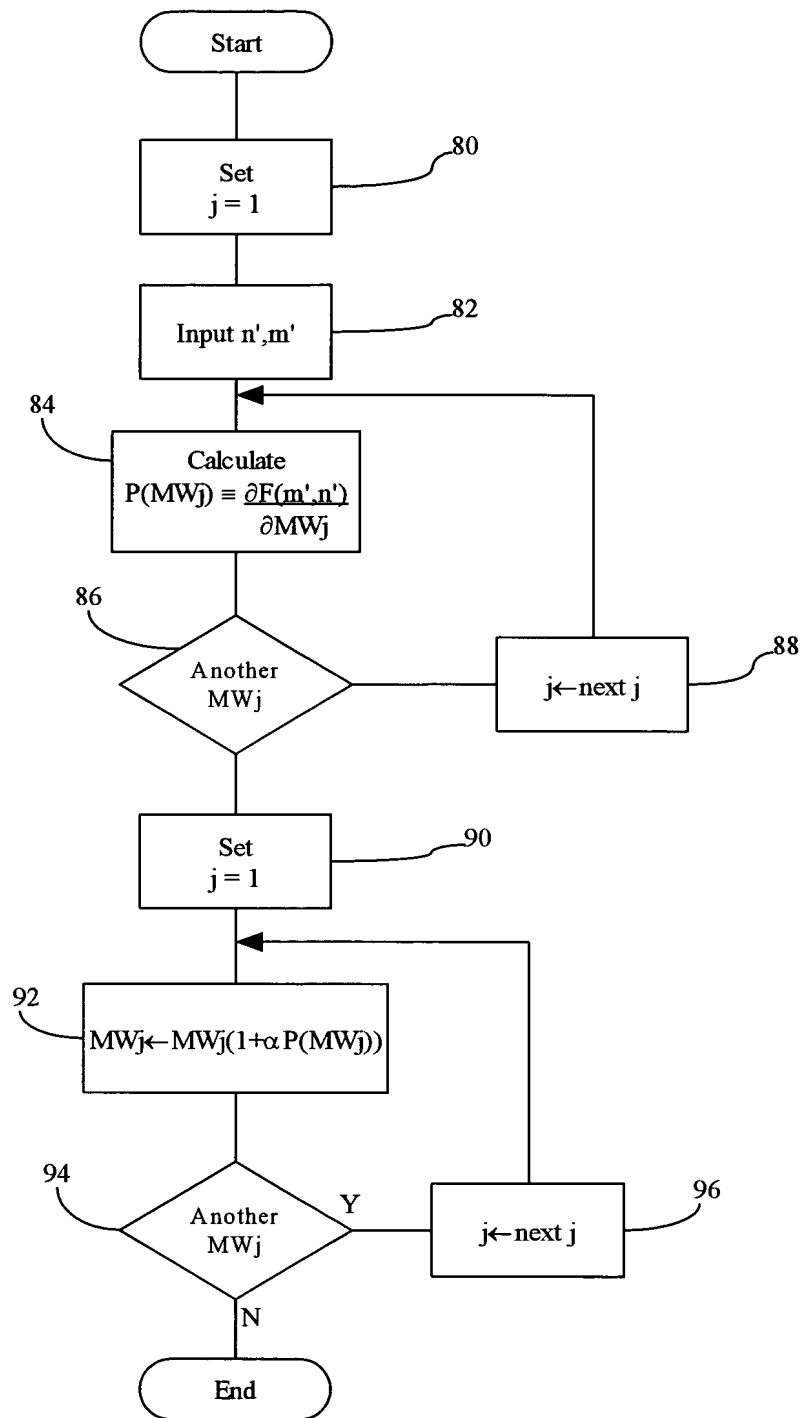 Start
80
Set
j = 1
82
Input n',m'
84
Calculate
P(MWj) ≡ ∂F(m',n')
∂MWj
86
Another
MWj
88
j←next j
90
Set
j = 1
92
MWj←MWj(1+αP(MWj))
94
Another
MWj
Y
96
j←next j
N
End